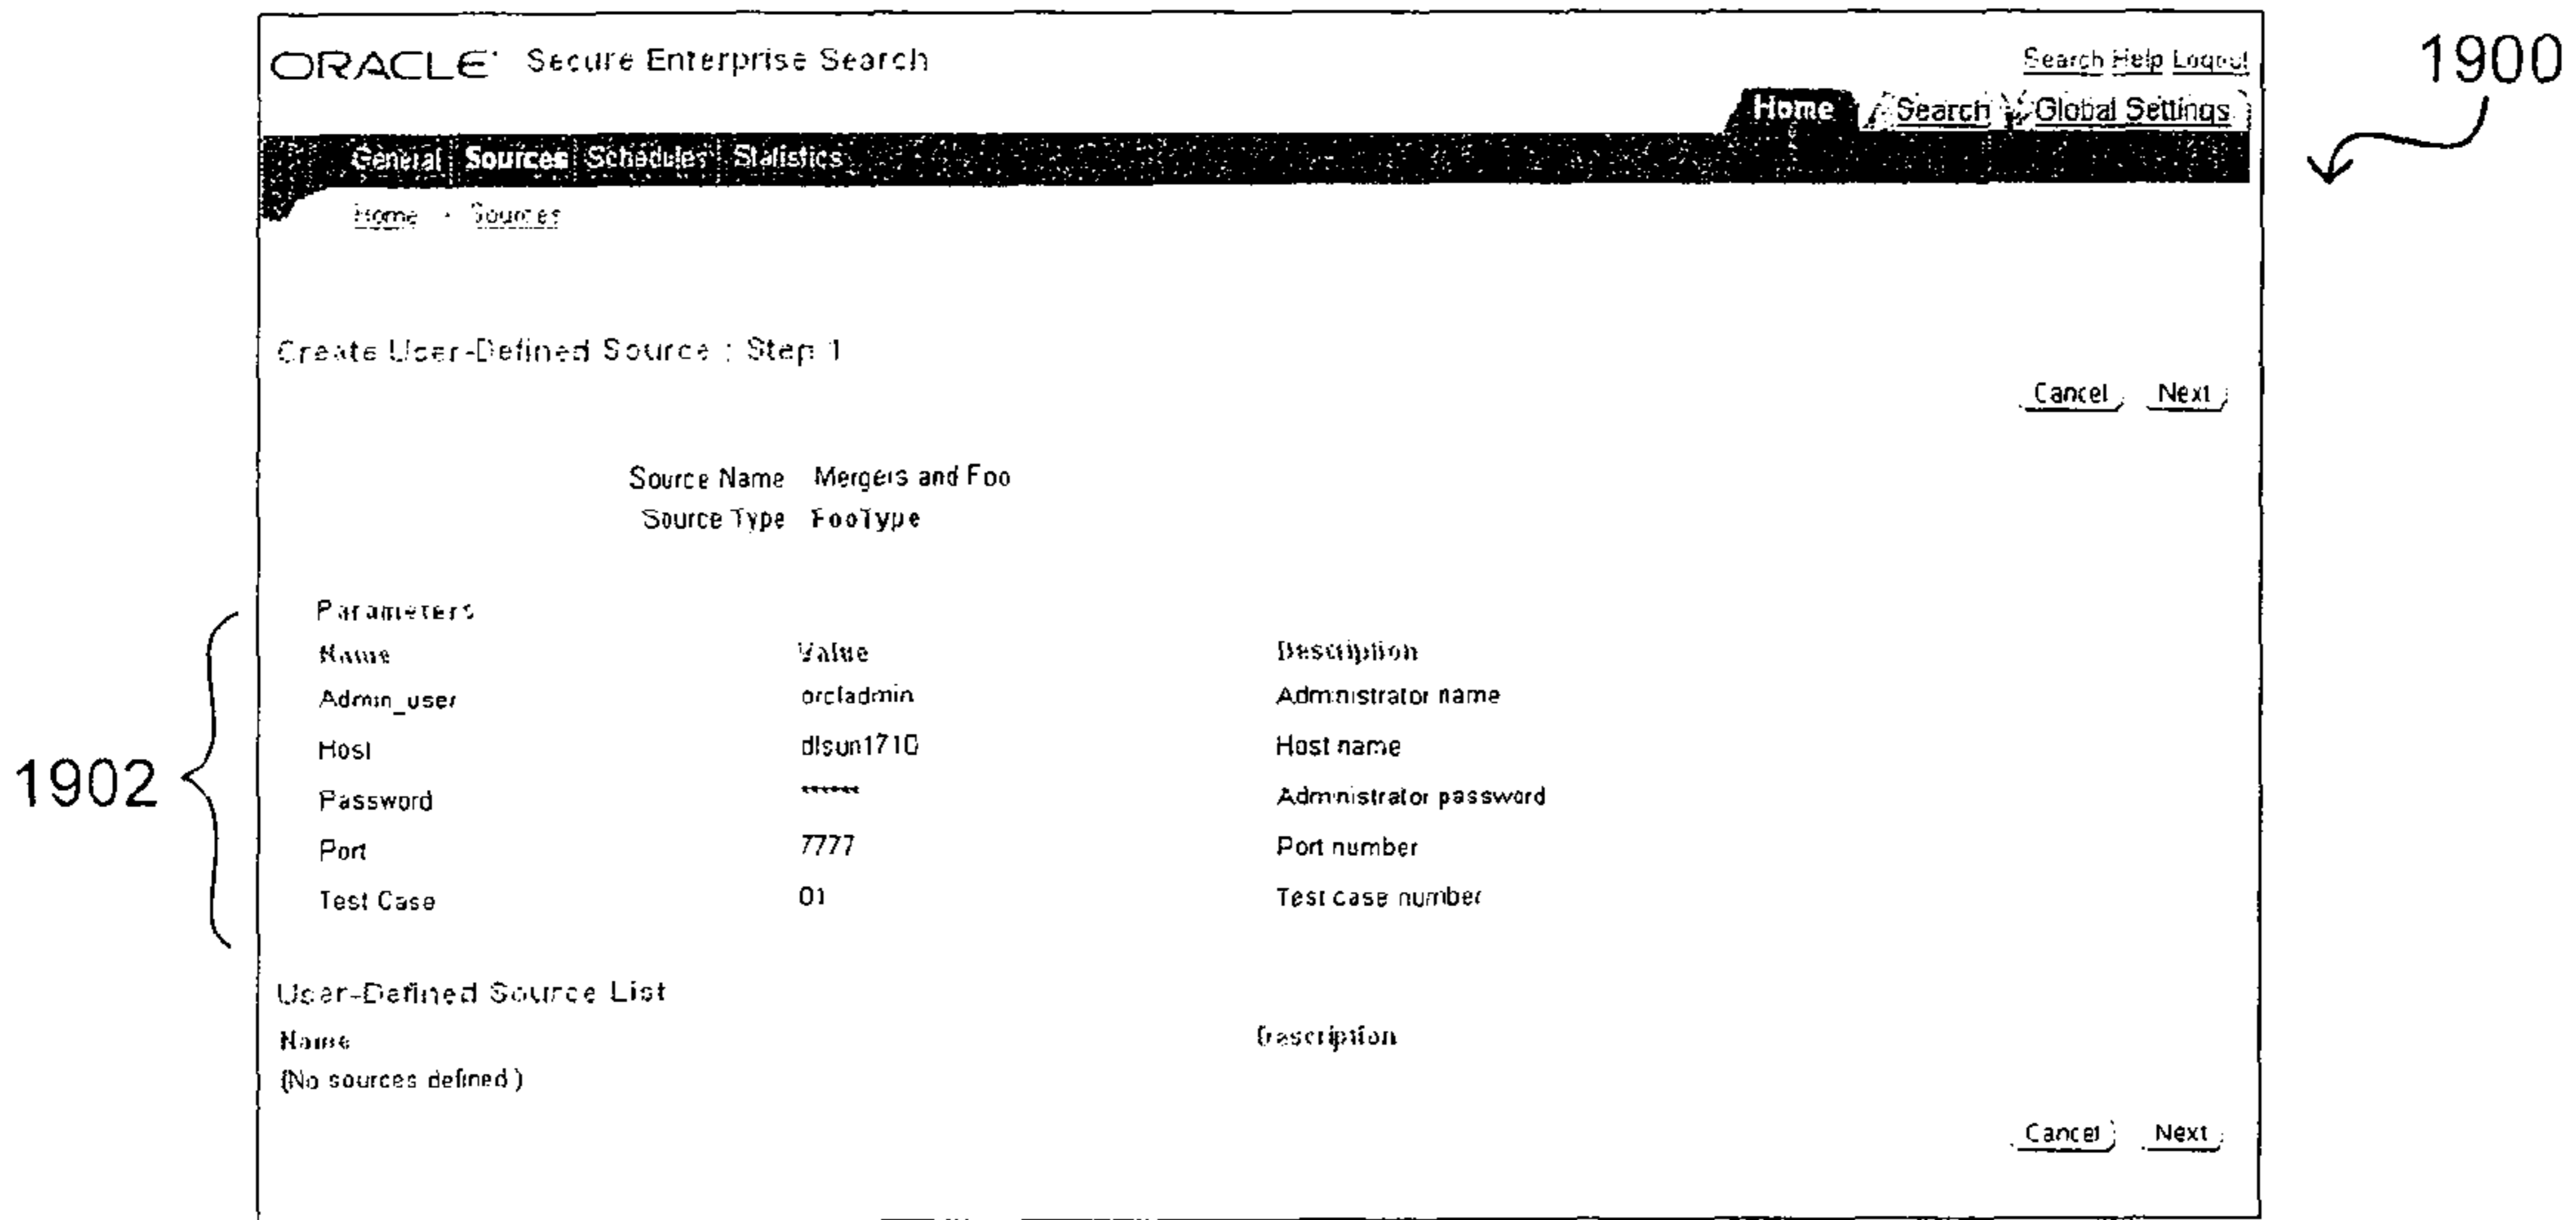 ORACLE Secure Enterprise Search
Search Help Logout
1900
Home Search Global Settings
General Sources Schedules Statistics
Home Sources
Create User-Defined Source : Step 1
Cancel Next
Source Name Mergers and Foo
Source Type FooType
Parameters
Name Value Description
Admin_user orcladmin Administrator name
Host dlsun1710 Host name
1902
Password ****** Administrator password
Port 7777 Port number
Test Case 01 Test case number
User-Defined Source List
Name Description
(No sources defined)
Cancel Next